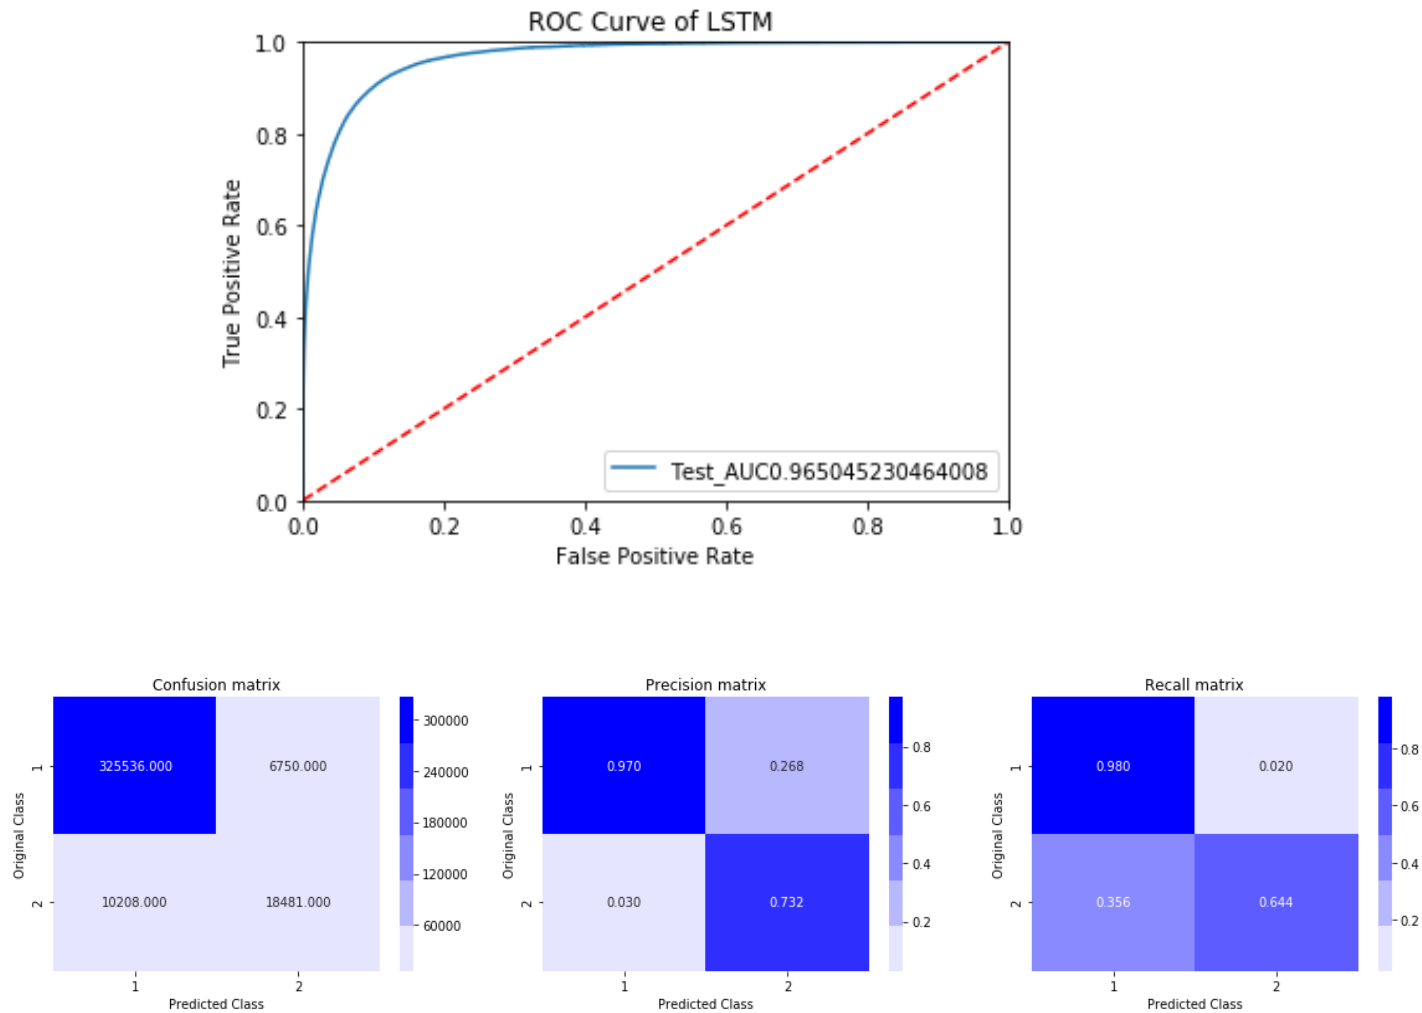 ROC Curve of LSTM
1.0
0.8
0.6
0.4
0.2
0.0
True Positive Rate
Test_AUC0.965045230464008
0.0 0.2 0.4 0.6 0.8 1.0
False Positive Rate
Confusion matrix
Original Class
1
2
325536.000 6750.000
10208.000 18481.000
1 2
Predicted Class
300000
240000
180000
120000
60000
Precision matrix
Original Class
1
2
0.970 0.268
0.030 0.732
1 2
Predicted Class
0.8
0.6
0.4
0.2
Recall matrix
Original Class
1
2
0.980 0.020
0.356 0.644
1 2
Predicted Class
0.8
0.6
0.4
0.2